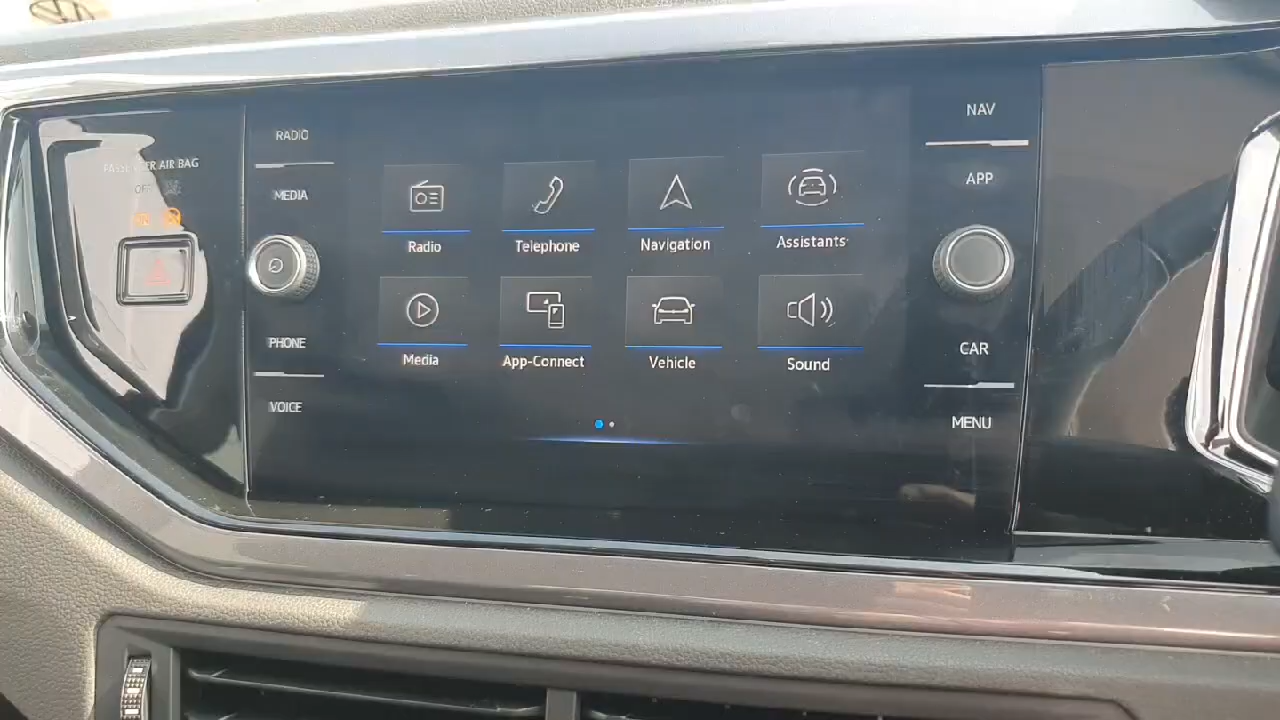 RADIO
MEDIA
PHONE
VOICE
AIR BAG
OFF
Radio
Telephone
Navigation
Assistants
Media
App-Connect
Vehicle
Sound
NAV
APP
CAR
MENU